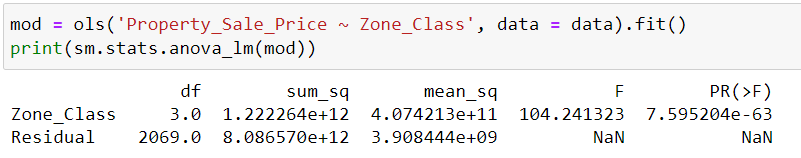 mod = ols('Property_Sale_Price ~ Zone_Class', data = data).fit()
print(sm.stats.anova_lm(mod))
df sum_sq mean_sq F PR(>F)
Zone_Class 3.0 1.222264e+12 4.074213e+11 104.241323 7.595204e-63
Residual 2069.0 8.086570e+12 3.908444e+09 NaN NaN